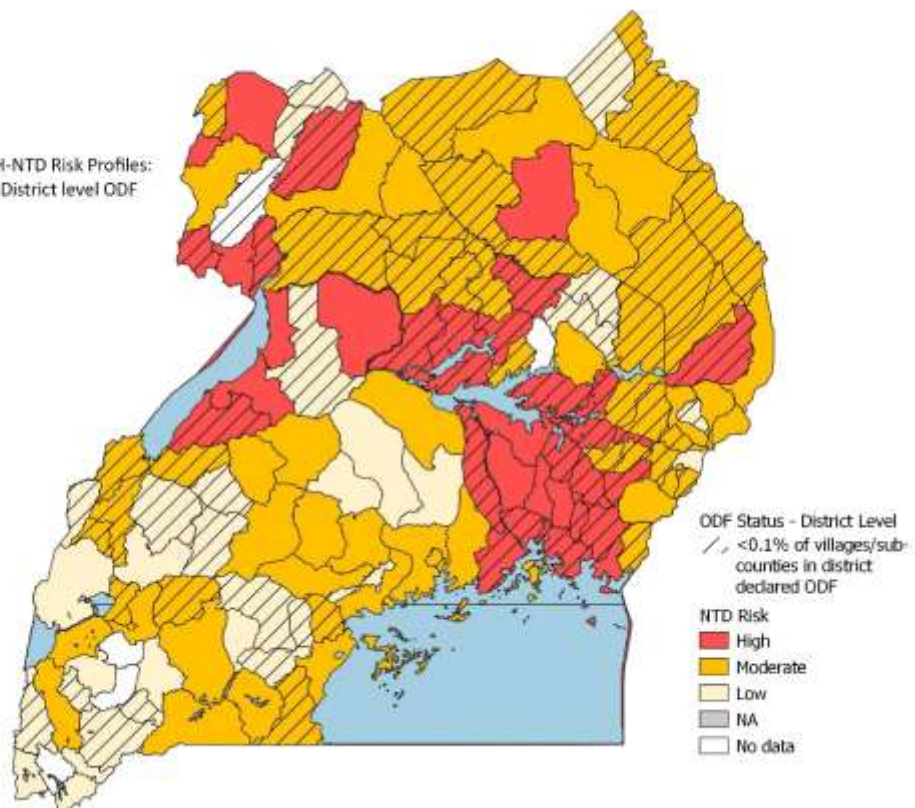 H-NTD Risk Profiles:
District level ODF
ODF Status - District Level
<0.1% of villages/sub-
counties in district
declared ODF
NTD Risk
High
Moderate
Low
NA
No data